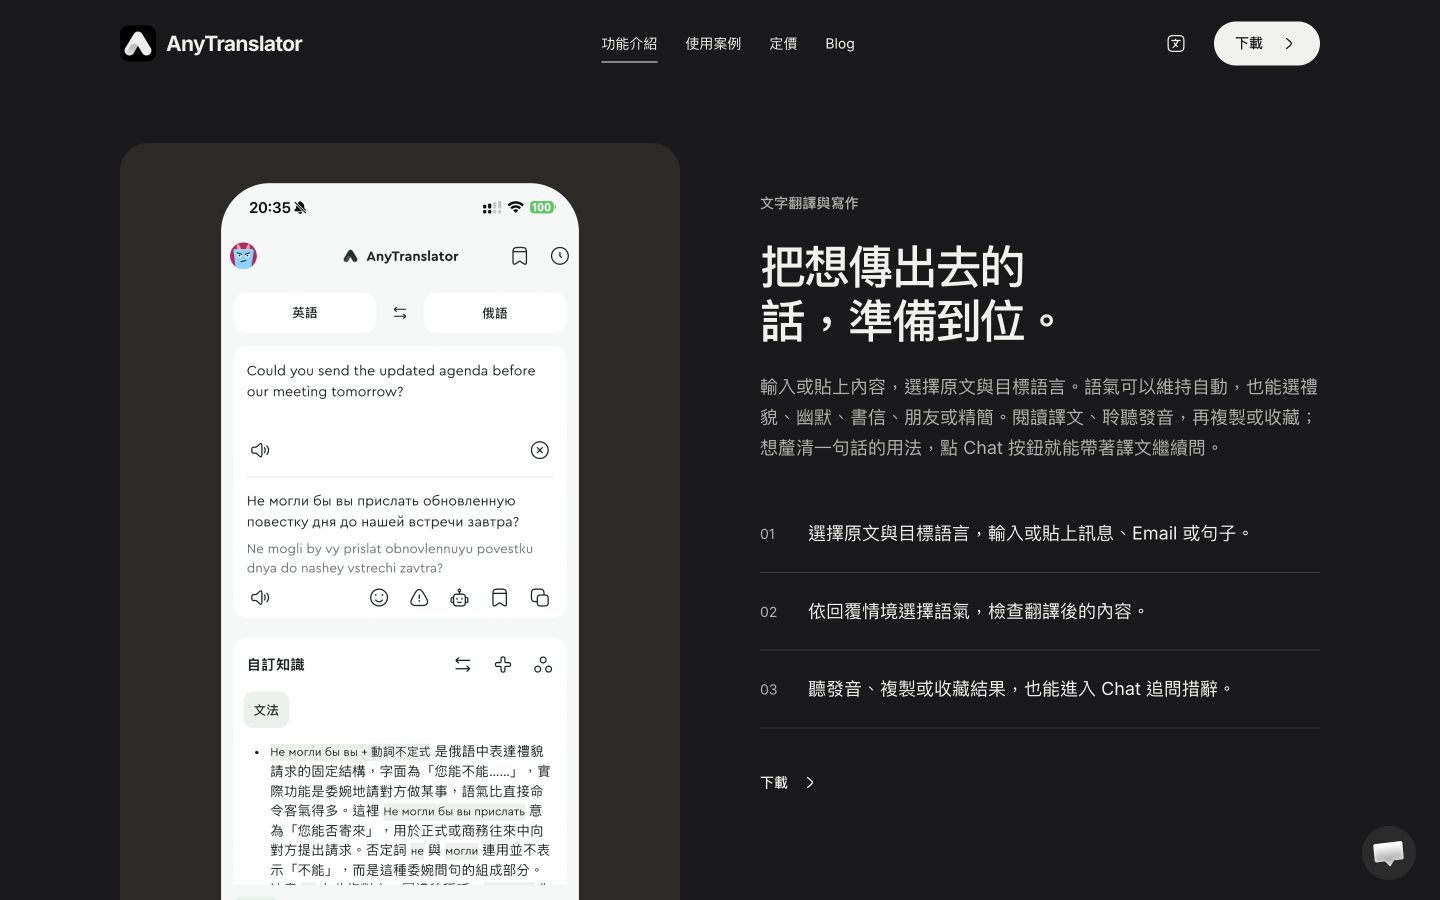 AnyTranslator
功能介紹
使用案例
定價
Blog
下載
20:35
100
AnyTranslator
英語
俄語
Could you send the updated agenda before
our meeting tomorrow?
Не могли бы вы прислать обновленную
повестку дня до нашей встречи завтра?
Ne mogli by vy prislat obnovlennuyu povestku
dnya do nashey vstrechi zavtra?
自訂知識
文法
• Не могли бы вы + 動詞不定式 是俄語中表達禮貌
請求的固定結構，字面為「您能不能……」，實
際功能是委婉地請對方做某事，語氣比直接命
令客氣得多。這裡 Не могли бы вы прислать 意
為「您能否寄來」，用於正式或商務往來中向
對方提出請求。否定詞 не 與 могли 連用並不表
示「不能」，而是這種委婉問句的組成部分。
文字翻譯與寫作
把想傳出去的
話，準備到位。
輸入或貼上內容，選擇原文與目標語言。語氣可以維持自動，也能選禮
貌、幽默、書信、朋友或精簡。閱讀譯文、聆聽發音，再複製或收藏；
想釐清一句話的用法，點 Chat 按鈕就能帶著譯文繼續問。
01 選擇原文與目標語言，輸入或貼上訊息、Email 或句子。
02 依回覆情境選擇語氣，檢查翻譯後的內容。
03 聽發音、複製或收藏結果，也能進入 Chat 追問措辭。
下載